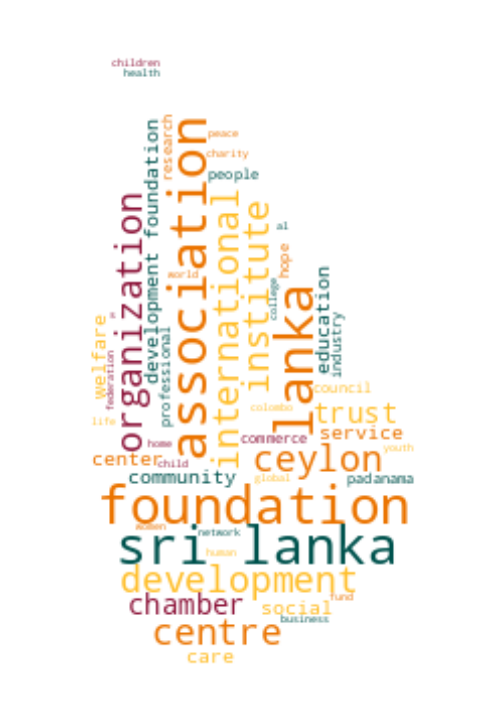 children
health
research
association
peace
development foundation
charity
people
organization
international
institute
al
hope
world
education
college
lanka
industry
welfare
p
professional
federation
council
colombo
trust
life
service
home
commerce
youth
center
child
ceylon
community
global
padanama
foundation
women
network
sri lanka
human
development
fund
chamber
social
business
centre
care